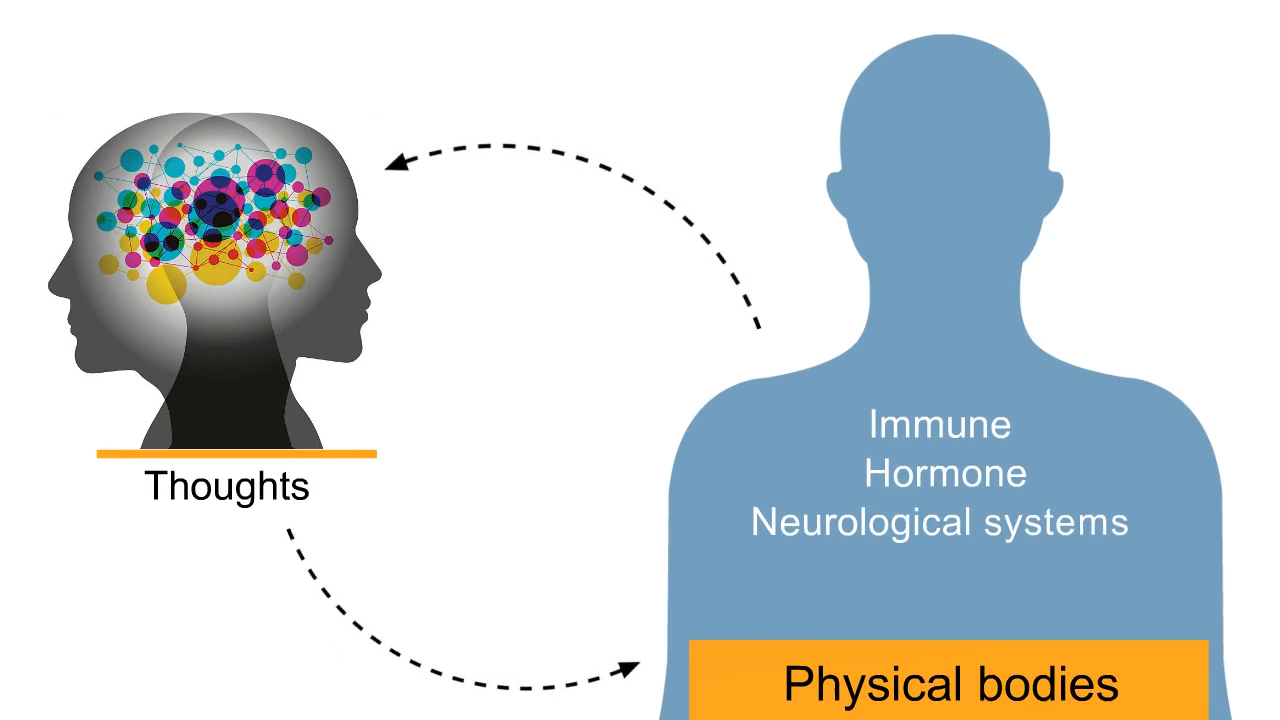 Thoughts
Immune
Hormone
Neurological systems
Physical bodies